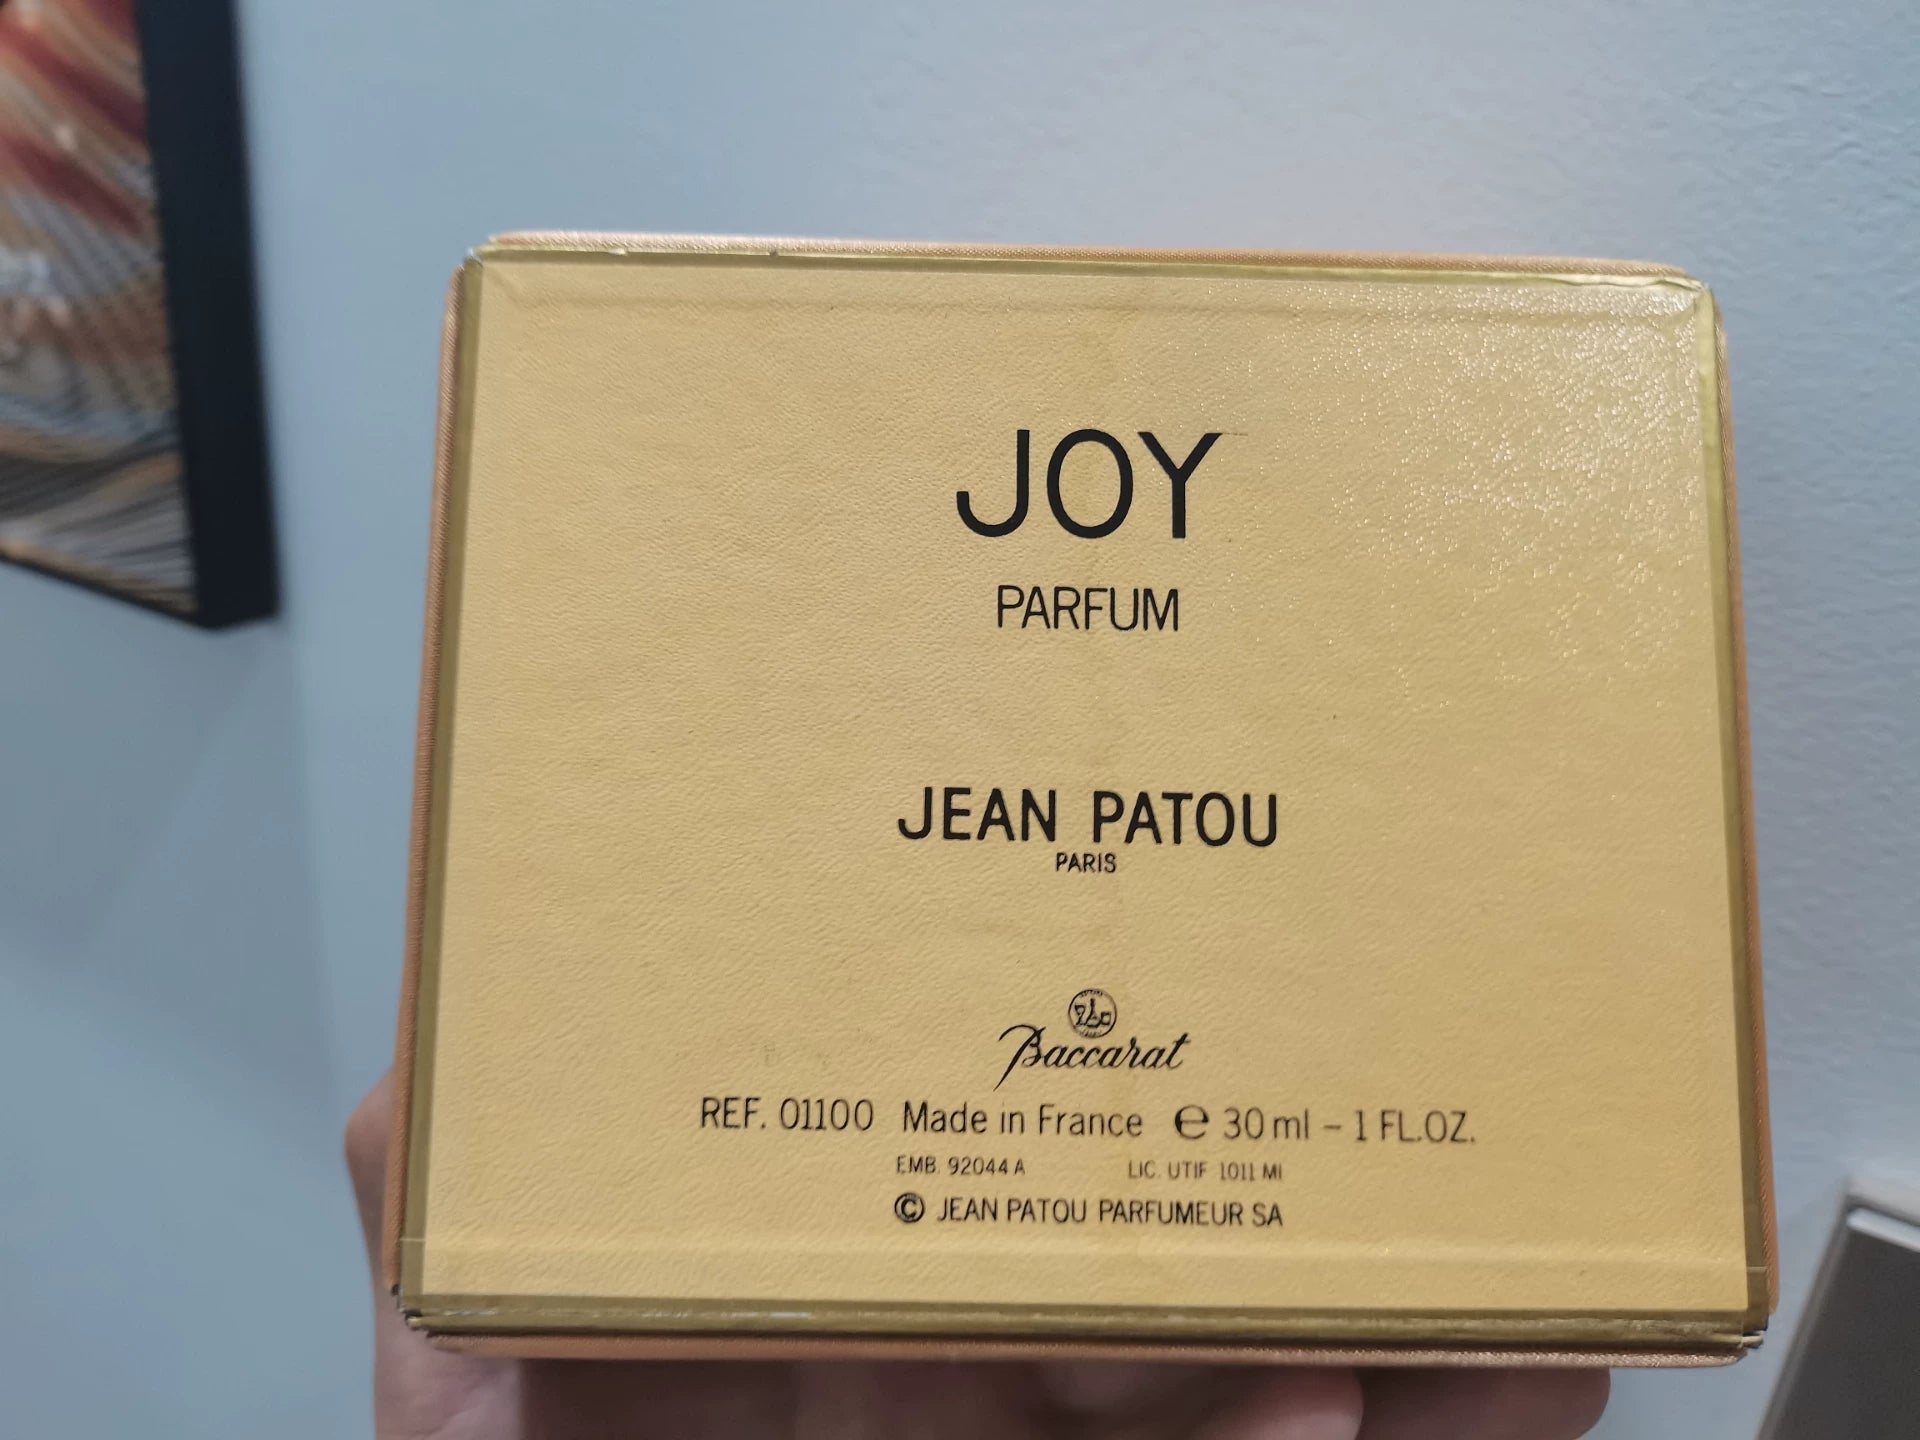 JOY
PARFUM
JEAN PATOU
PARIS
Baccarat
REF. 01100 Made in France ℮ 30 ml – 1 FL.OZ.
EMB. 92044 A LIC. UTIF 1011 MI
© JEAN PATOU PARFUMEUR SA